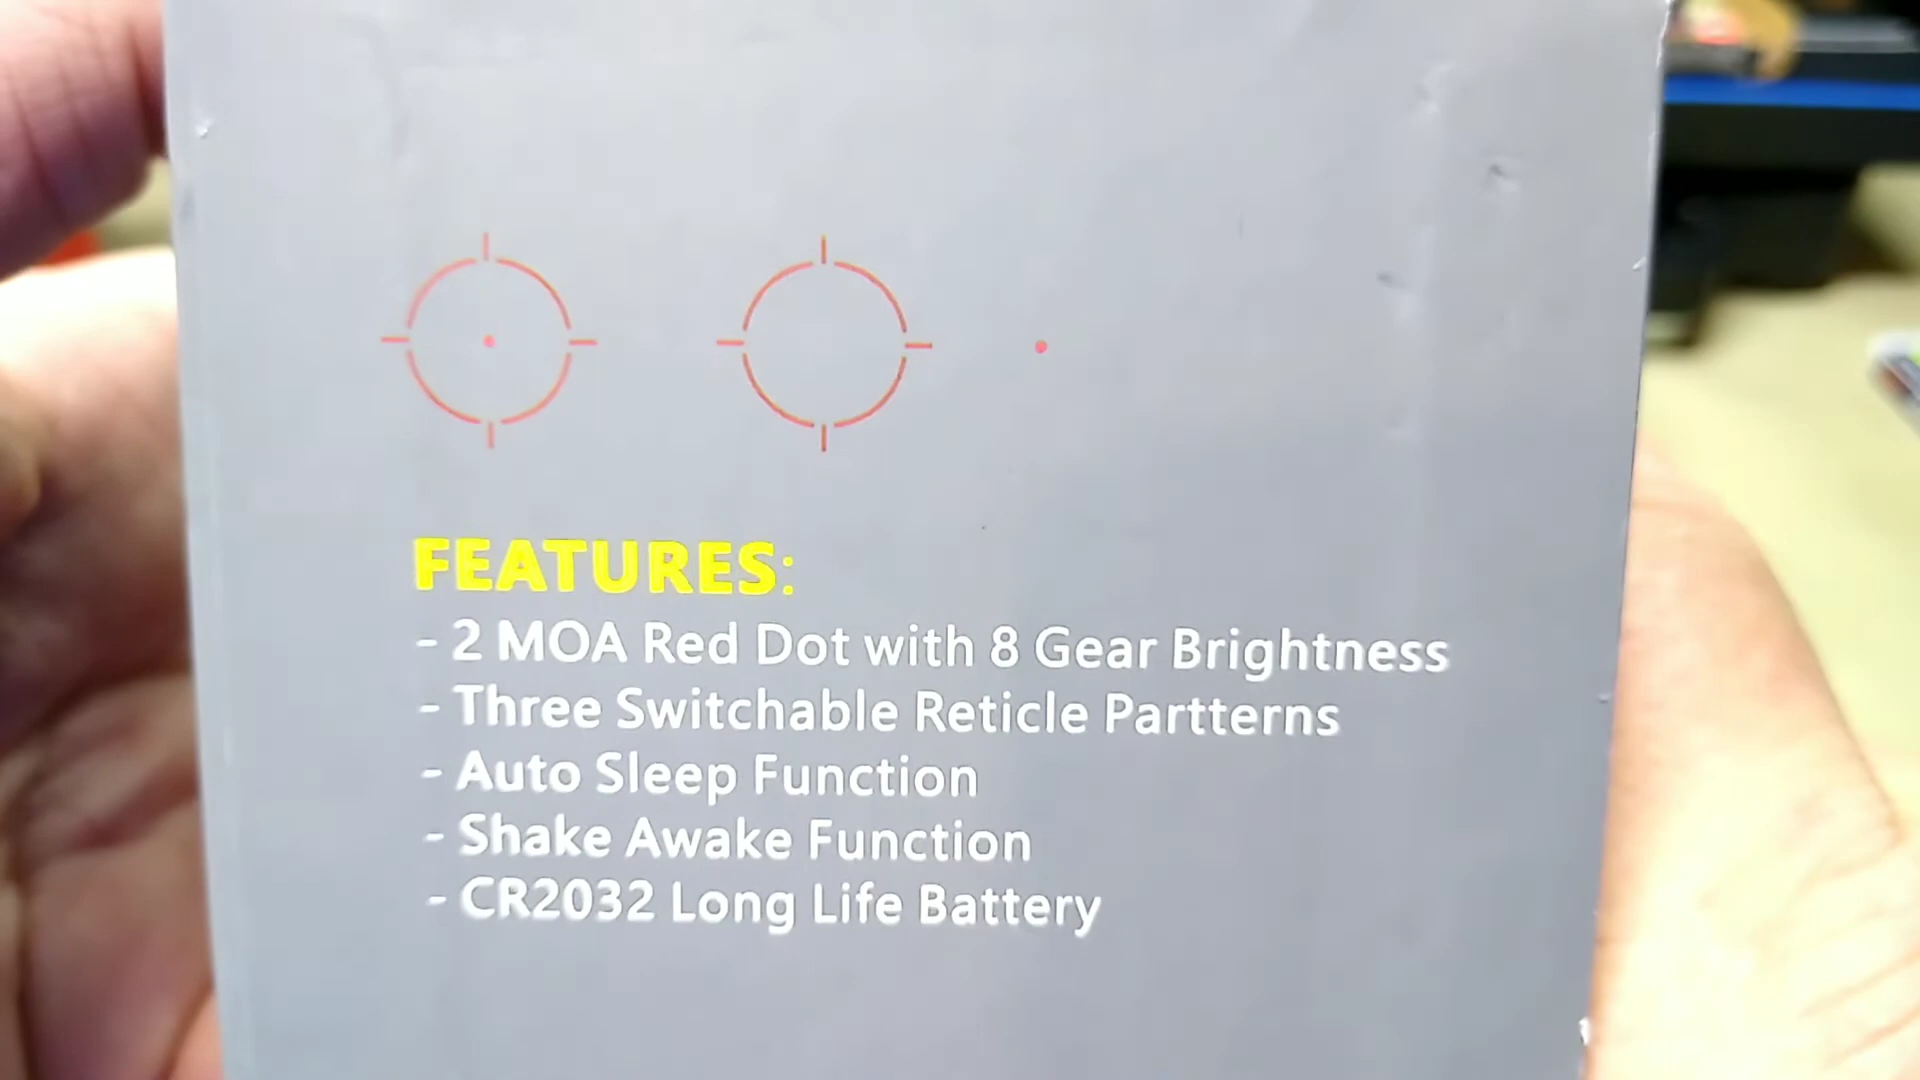 FEATURES:
- 2 MOA Red Dot with 8 Gear Brightness
- Three Switchable Reticle Partterns
- Auto Sleep Function
- Shake Awake Function
- CR2032 Long Life Battery